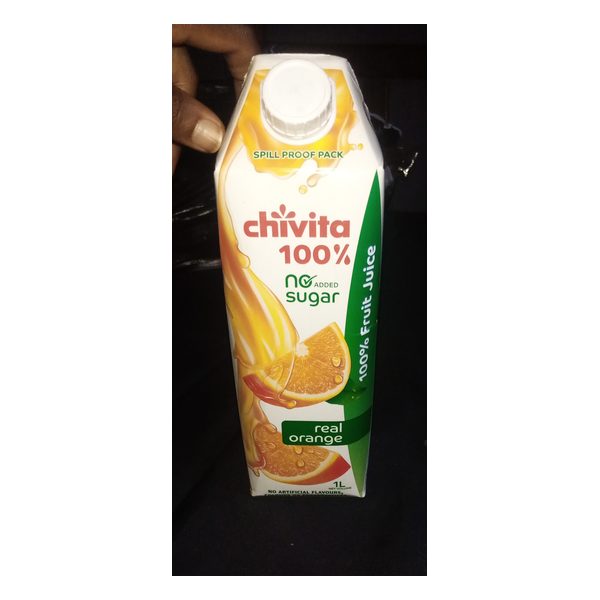 SPILL PROOF PACK
chivita
100%
no ADDED
sugar
100% Fruit Juice
real
orange
1L
NO ARTIFICIAL FLAVOURS,